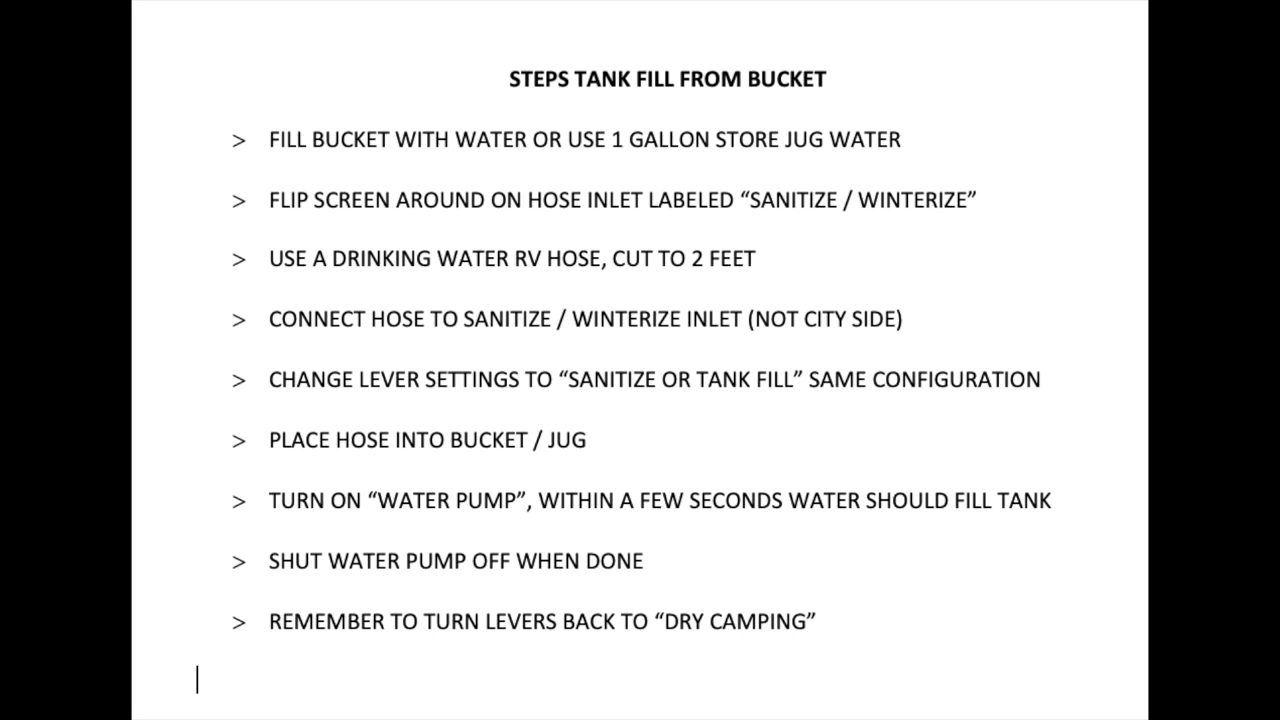 STEPS TANK FILL FROM BUCKET
> FILL BUCKET WITH WATER OR USE 1 GALLON STORE JUG WATER
> FLIP SCREEN AROUND ON HOSE INLET LABELED “SANITIZE / WINTERIZE”
> USE A DRINKING WATER RV HOSE, CUT TO 2 FEET
> CONNECT HOSE TO SANITIZE / WINTERIZE INLET (NOT CITY SIDE)
> CHANGE LEVER SETTINGS TO “SANITIZE OR TANK FILL” SAME CONFIGURATION
> PLACE HOSE INTO BUCKET / JUG
> TURN ON “WATER PUMP”, WITHIN A FEW SECONDS WATER SHOULD FILL TANK
> SHUT WATER PUMP OFF WHEN DONE
> REMEMBER TO TURN LEVERS BACK TO “DRY CAMPING”